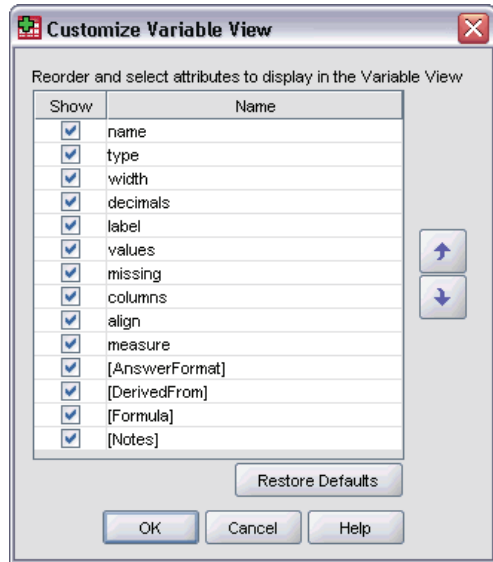 Customize Variable View
Reorder and select attributes to display in the Variable View
Show Name
name
type
width
decimals
label
values
missing
columns
align
measure
[AnswerFormat]
[DerivedFrom]
[Formula]
[Notes]
Restore Defaults
OK Cancel Help